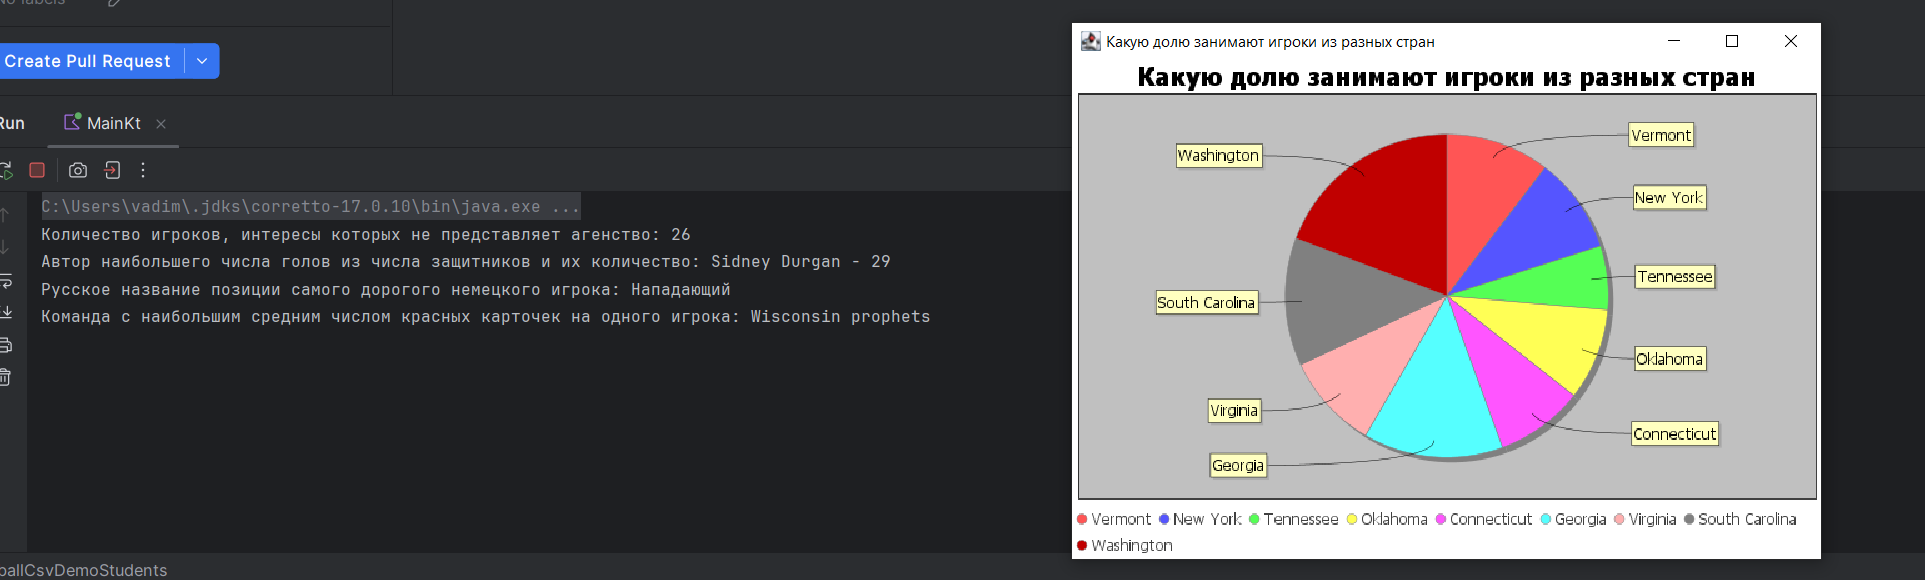 No labels
Create Pull Request
Run
MainKt
C:\Users\vadim\.jdks\corretto-17.0.10\bin\java.exe ...
Количество игроков, интересы которых не представляет агенство: 26
Автор наибольшего числа голов из числа защитников и их количество: Sidney Durgan - 29
Русское название позиции самого дорогого немецкого игрока: Нападающий
Команда с наибольшим средним числом красных карточек на одного игрока: Wisconsin prophets
ballCsvDemoStudents
Какую долю занимают игроки из разных стран
Какую долю занимают игроки из разных стран
Vermont
Washington
New York
Tennessee
South Carolina
Oklahoma
Virginia
Connecticut
Georgia
Vermont New York Tennessee Oklahoma Connecticut Georgia Virginia South Carolina
Washington